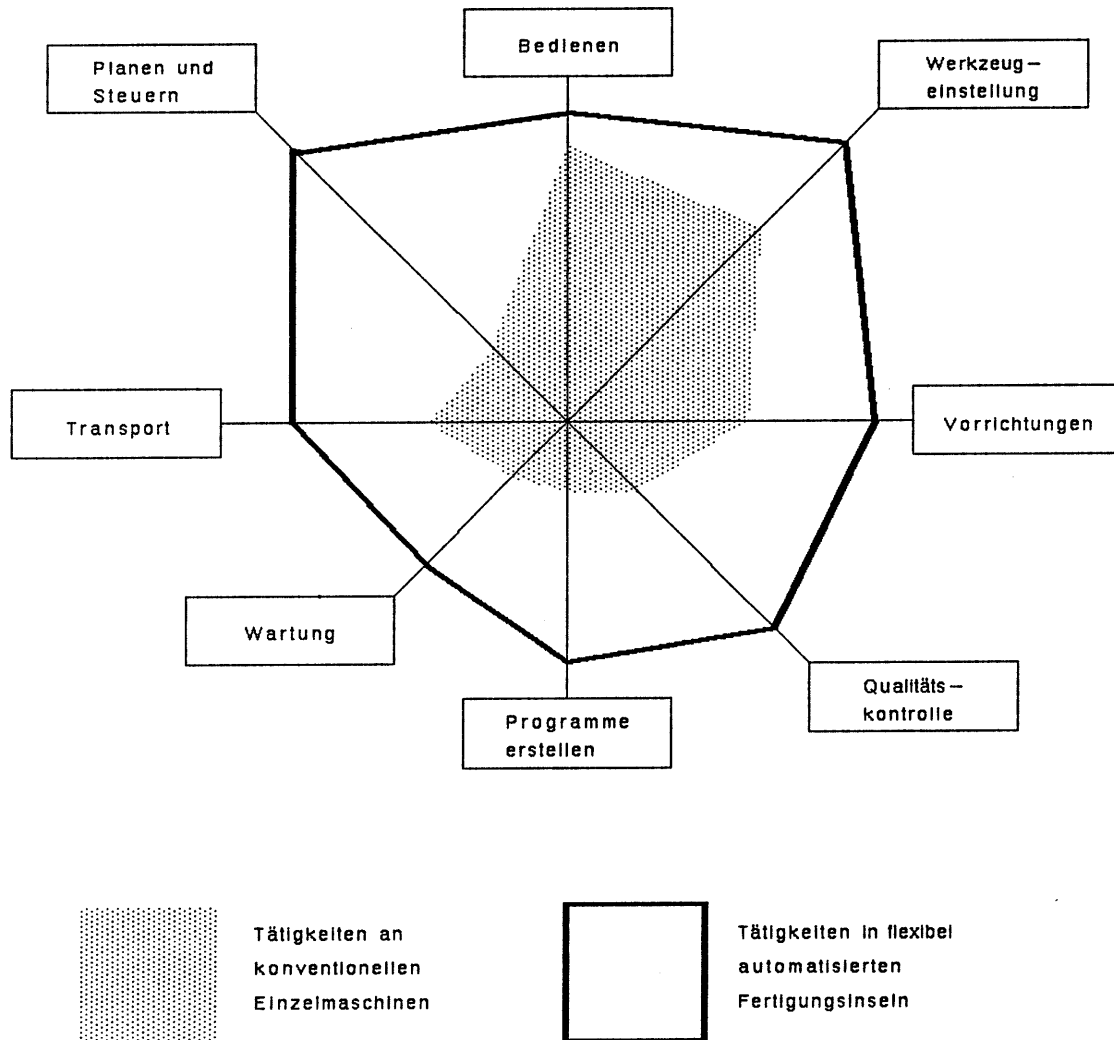 Bedienen
Planen und
Steuern
Werkzeug–
einstellung
Transport
Vorrichtungen
Wartung
Qualitäts–
kontrolle
Programme
erstellen
Tätigkeiten an
konventionellen
Einzelmaschinen
Tätigkeiten in flexibel
automatisierten
Fertigungsinseln